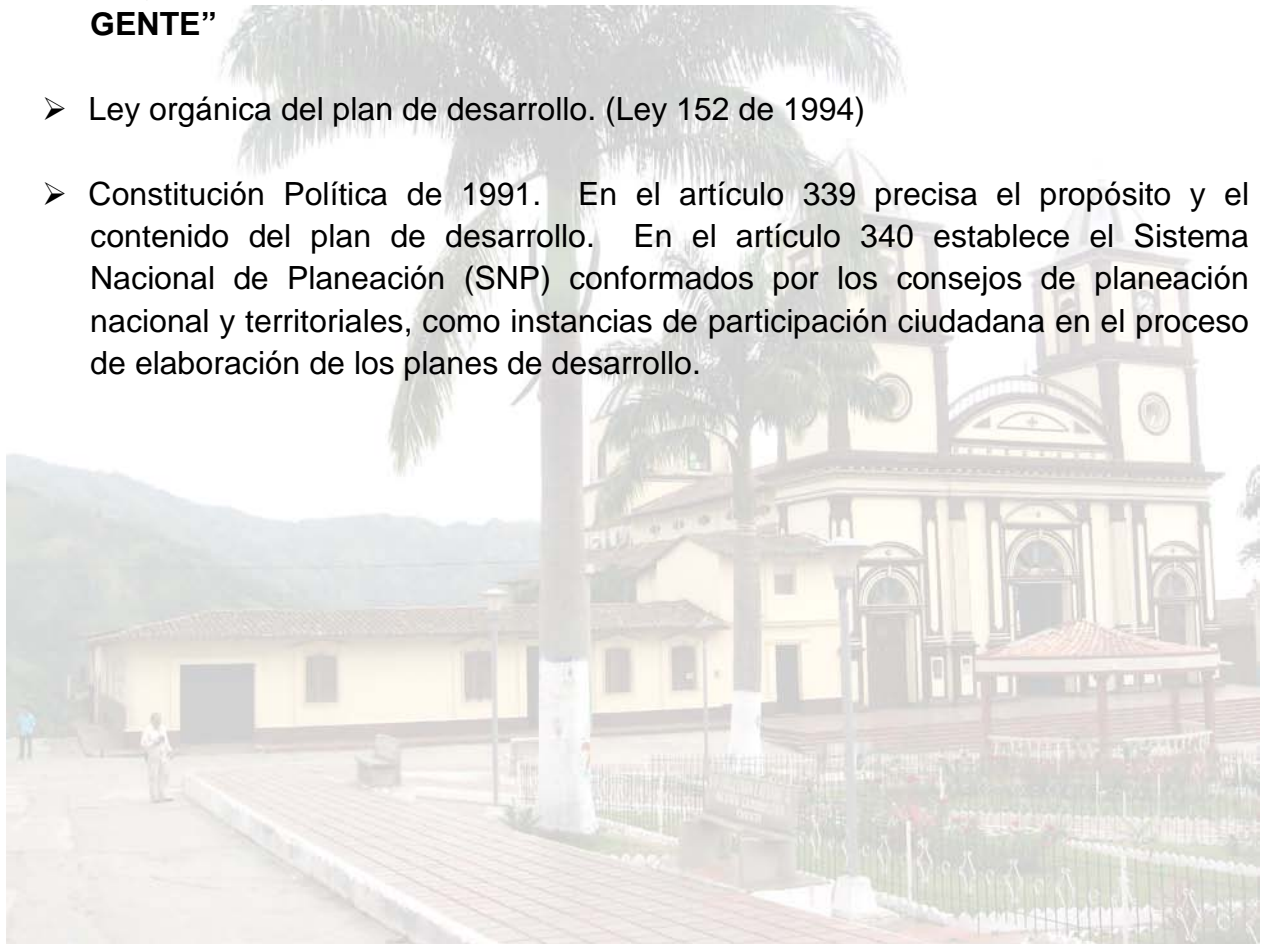 GENTE”
➢ Ley orgánica del plan de desarrollo. (Ley 152 de 1994)
➢ Constitución Política de 1991. En el artículo 339 precisa el propósito y el
contenido del plan de desarrollo. En el artículo 340 establece el Sistema
Nacional de Planeación (SNP) conformados por los consejos de planeación
nacional y territoriales, como instancias de participación ciudadana en el proceso
de elaboración de los planes de desarrollo.